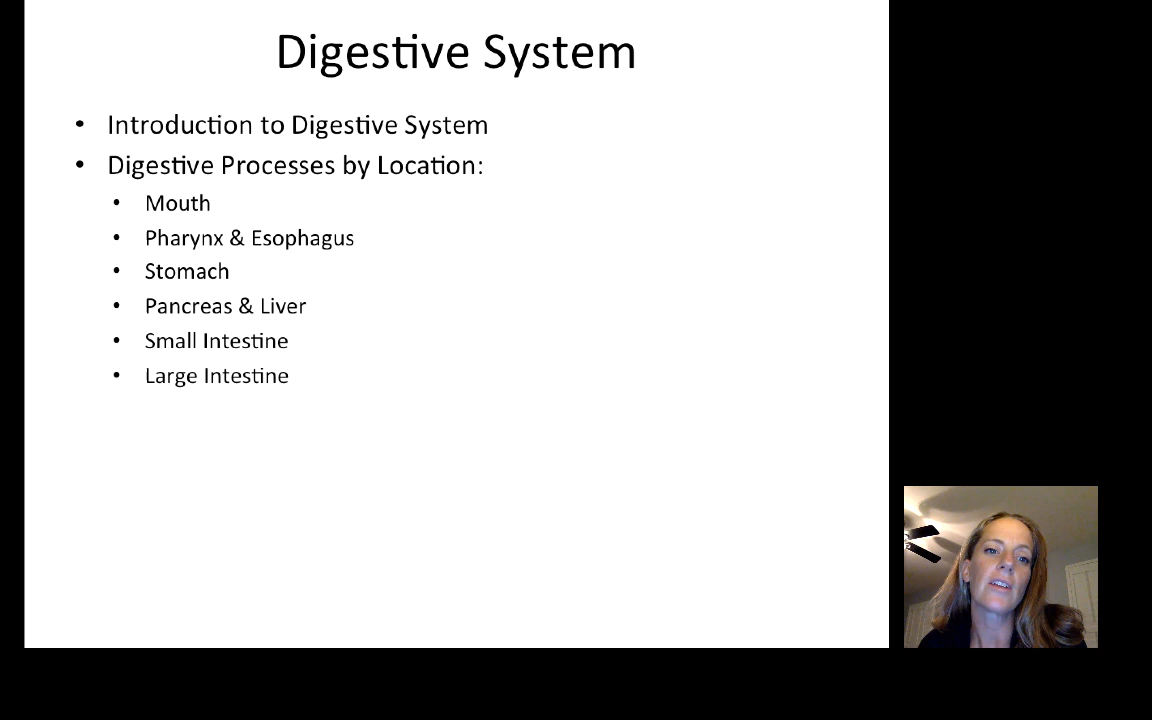 Digestive System
• Introduction to Digestive System
• Digestive Processes by Location:
• Mouth
• Pharynx & Esophagus
• Stomach
• Pancreas & Liver
• Small Intestine
• Large Intestine